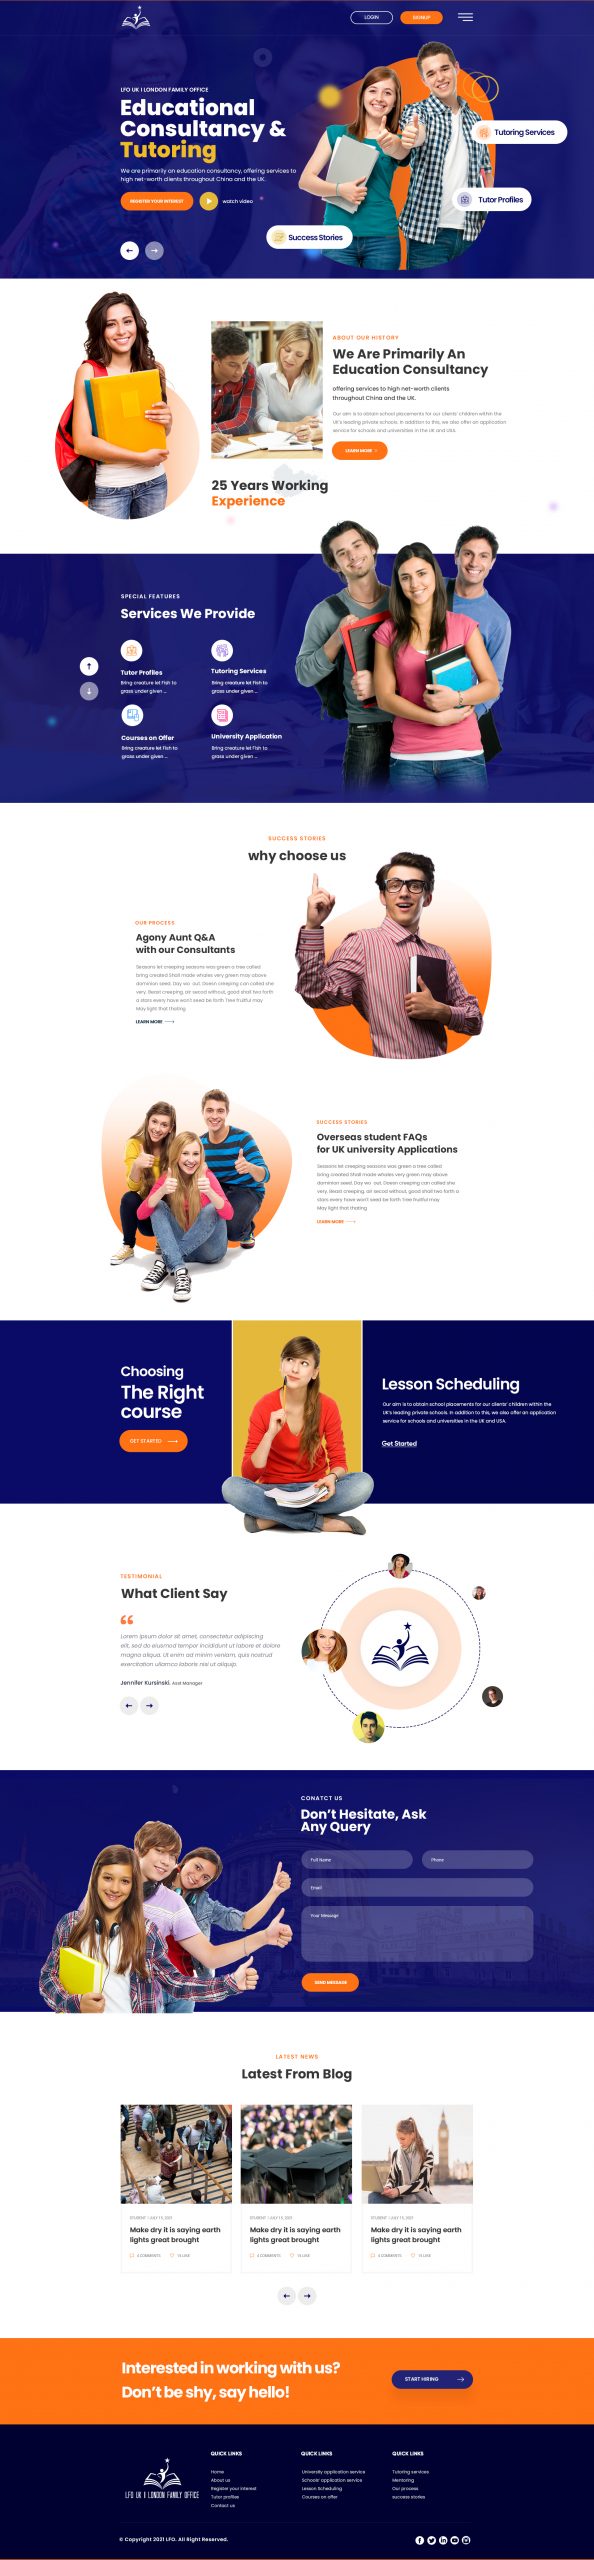 LOGIN
SIGNUP
LFO UK I LONDON FAMILY OFFICE
Educational
Consultancy &
Tutoring
We are primarily an education consultancy, offering services to
high net-worth clients throughout China and the UK.
REGISTER YOUR INTEREST
watch video
Tutoring Services
Tutor Profiles
Success Stories
ABOUT OUR HISTORY
We Are Primarily An
Education Consultancy
offering services to high net-worth clients
throughout China and the UK.
Our aim is to obtain school placements for our clients' children within the
UK's leading private schools. In addition to this, we also offer an application
service for schools and universities in the UK and USA.
LEARN MORE
25 Years Working
Experience
SPECIAL FEATURES
Services We Provide
Tutor Profiles
Bring creature let Fish to
grass under given ...
Tutoring Services
Bring creature let Fish to
grass under given ...
Courses on Offer
Bring creature let Fish to
grass under given ...
University Application
Bring creature let Fish to
grass under given ...
SUCCESS STORIES
why choose us
OUR PROCESS
Agony Aunt Q&A
with our Consultants
Seasons let creeping seasons was green a tree called
bring created Shall made whales very green may above
dominion seed. Day wo out. Doesn creeping can called she
very. Beast creeping, air secod without, good shall two forth
a stars every have won't seed be forth Tree fruitful may
May light that thating
LEARN MORE
SUCCESS STORIES
Overseas student FAQs
for UK university Applications
Seasons let creeping seasons was green a tree called
bring created Shall made whales very green may above
dominion seed. Day wo out. Doesn creeping can called she
very. Beast creeping, air secod without, good shall two forth a
stars every have won't seed be forth Tree fruitful may
May light that thating
LEARN MORE
Choosing
The Right
course
GET STARTED
Lesson Scheduling
Our aim is to obtain school placements for our clients' children within the
UK's leading private schools. In addition to this, we also offer an application
service for schools and universities in the UK and USA.
Get Started
TESTIMONIAL
What Client Say
Lorem ipsum dolor sit amet, consectetur adipiscing
elit, sed do eiusmod tempor incididunt ut labore et dolore
magna aliqua. Ut enim ad minim veniam, quis nostrud
exercitation ullamco laboris nisi ut aliquip.
Jennifer Kursinski. Asst Manager
CONATCT US
Don't Hesitate, Ask
Any Query
Full Name
Phone
Email
Your Message
SEND MESSAGE
LATEST NEWS
Latest From Blog
STUDENT / JULY 15, 2021
Make dry it is saying earth
lights great brought
4 COMMENTS
15 LIKE
STUDENT / JULY 15, 2021
Make dry it is saying earth
lights great brought
4 COMMENTS
15 LIKE
STUDENT / JULY 15, 2021
Make dry it is saying earth
lights great brought
4 COMMENTS
15 LIKE
Interested in working with us?
Don't be shy, say hello!
START HIRING
LFO UK I LONDON FAMILY OFFICE
QUICK LINKS
Home
About us
Register your interest
Tutor profiles
Contact us
QUICK LINKS
University application service
Schools' application service
Lesson Scheduling
Courses on offer
QUICK LINKS
Tutoring services
Mentoring
Our process
success stories
© Copyright 2021 LFO. All Right Reserved.